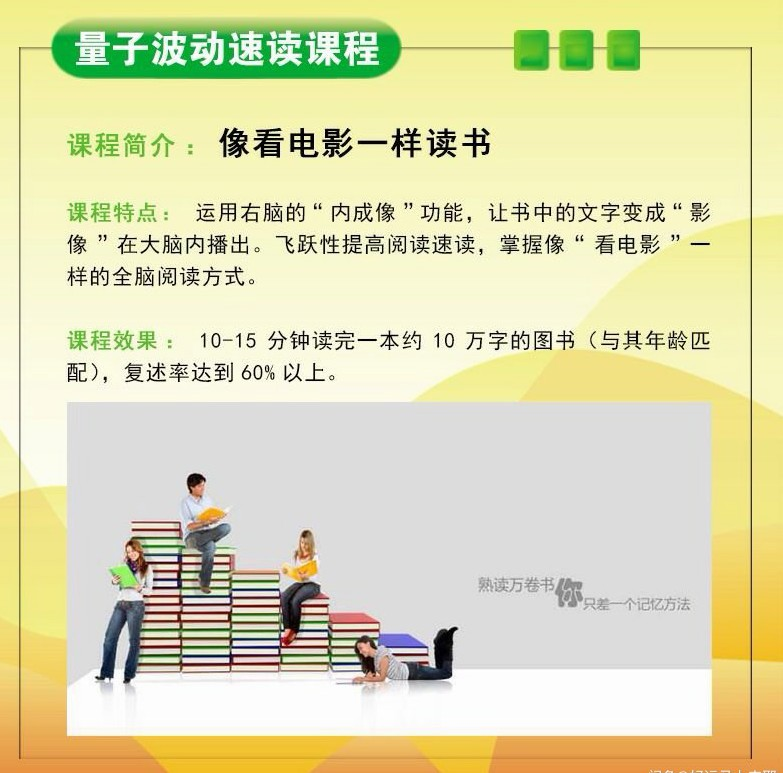 量子波动速读课程
课程简介： 像看电影一样读书
课程特点： 运用右脑的“内成像”功能，让书中的文字变成“影
像 ”在大脑内播出。飞跃性提高阅读速读，掌握像“ 看电影 ”一
样的全脑阅读方式。
课程效果： 10-15 分钟读完一本约 10 万字的图书（与其年龄匹
配），复述率达到 60% 以上。
熟读万卷书你只差一个记忆方法